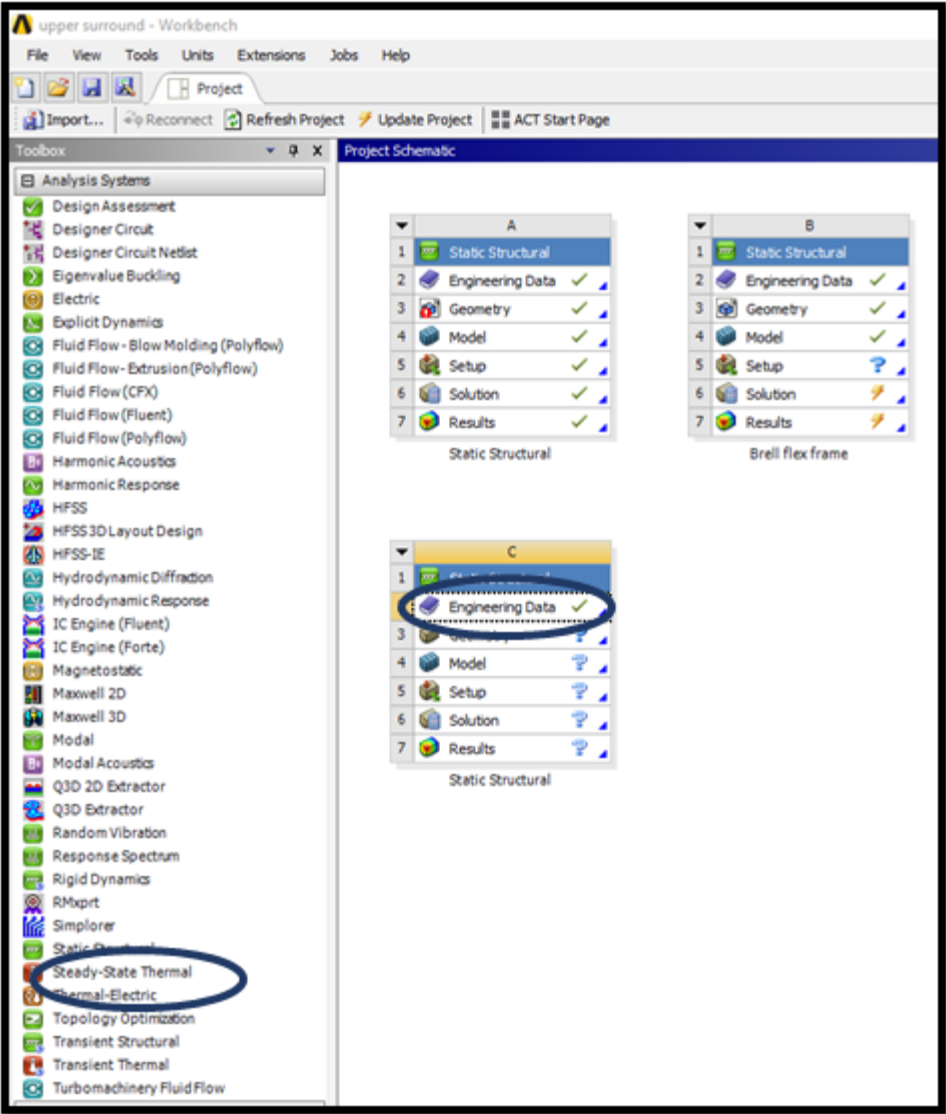 upper surround - Workbench
File View Tools Units Extensions Jobs Help
Project
Import... Reconnect Refresh Project Update Project ACT Start Page
Toolbox
Analysis Systems
Design Assessment
Designer Circuit
Designer Circuit Netlist
Eigenvalue Buckling
Electric
Explicit Dynamics
Fluid Flow - Blow Molding (Polyflow)
Fluid Flow - Extrusion (Polyflow)
Fluid Flow (CFX)
Fluid Flow (Fluent)
Fluid Flow (Polyflow)
Harmonic Acoustics
Harmonic Response
HFSS
HFSS 3D Layout Design
HFSS-IE
Hydrodynamic Diffraction
Hydrodynamic Response
IC Engine (Fluent)
IC Engine (Forte)
Magnetostatic
Maxwell 2D
Maxwell 3D
Modal
Modal Acoustics
Q3D 2D Extractor
Q3D Extractor
Random Vibration
Response Spectrum
Rigid Dynamics
RMxprt
Simplorer
Static Structural
Steady-State Thermal
Thermal-Electric
Topology Optimization
Transient Structural
Transient Thermal
Turbomachinery Fluid Flow
Project Schematic
A
1 Static Structural
2 Engineering Data
3 Geometry
4 Model
5 Setup
6 Solution
7 Results
Static Structural
B
1 Static Structural
2 Engineering Data
3 Geometry
4 Model
5 Setup
6 Solution
7 Results
Brell flex frame
C
1
Engineering Data
3 Geometry
4 Model
5 Setup
6 Solution
7 Results
Static Structural